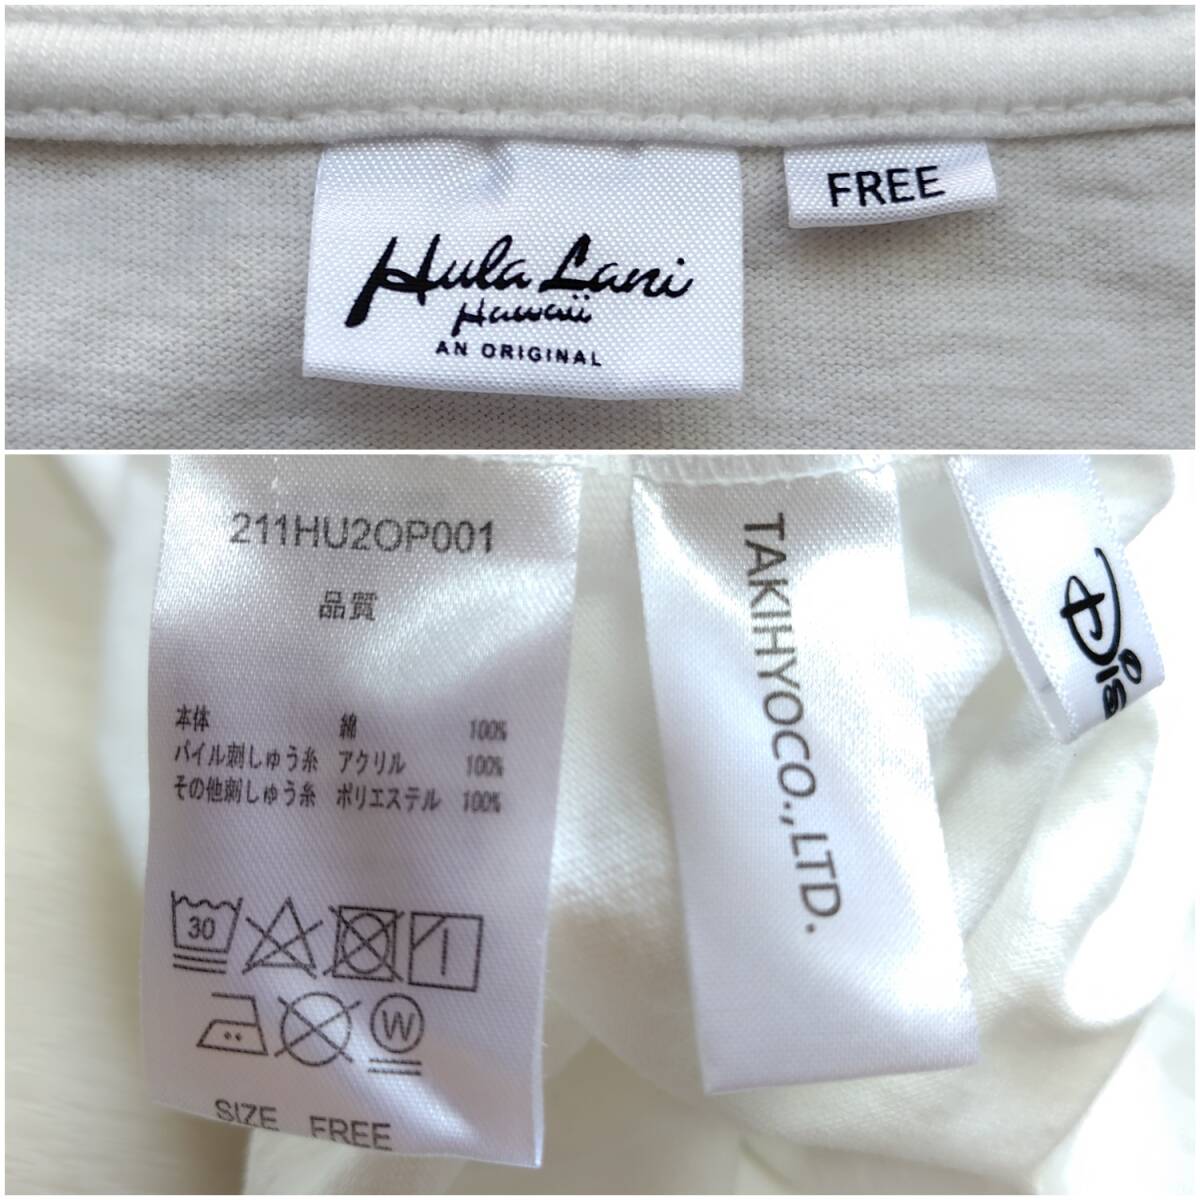 Hula Lani
Hawaii
AN ORIGINAL
FREE
211HU2OP001
品質
本体 綿 100%
パイル刺しゅう糸 アクリル 100%
その他刺しゅう糸 ポリエステル 100%
30
W
SIZE FREE
TAKIHYOCO.,LTD.
Dis